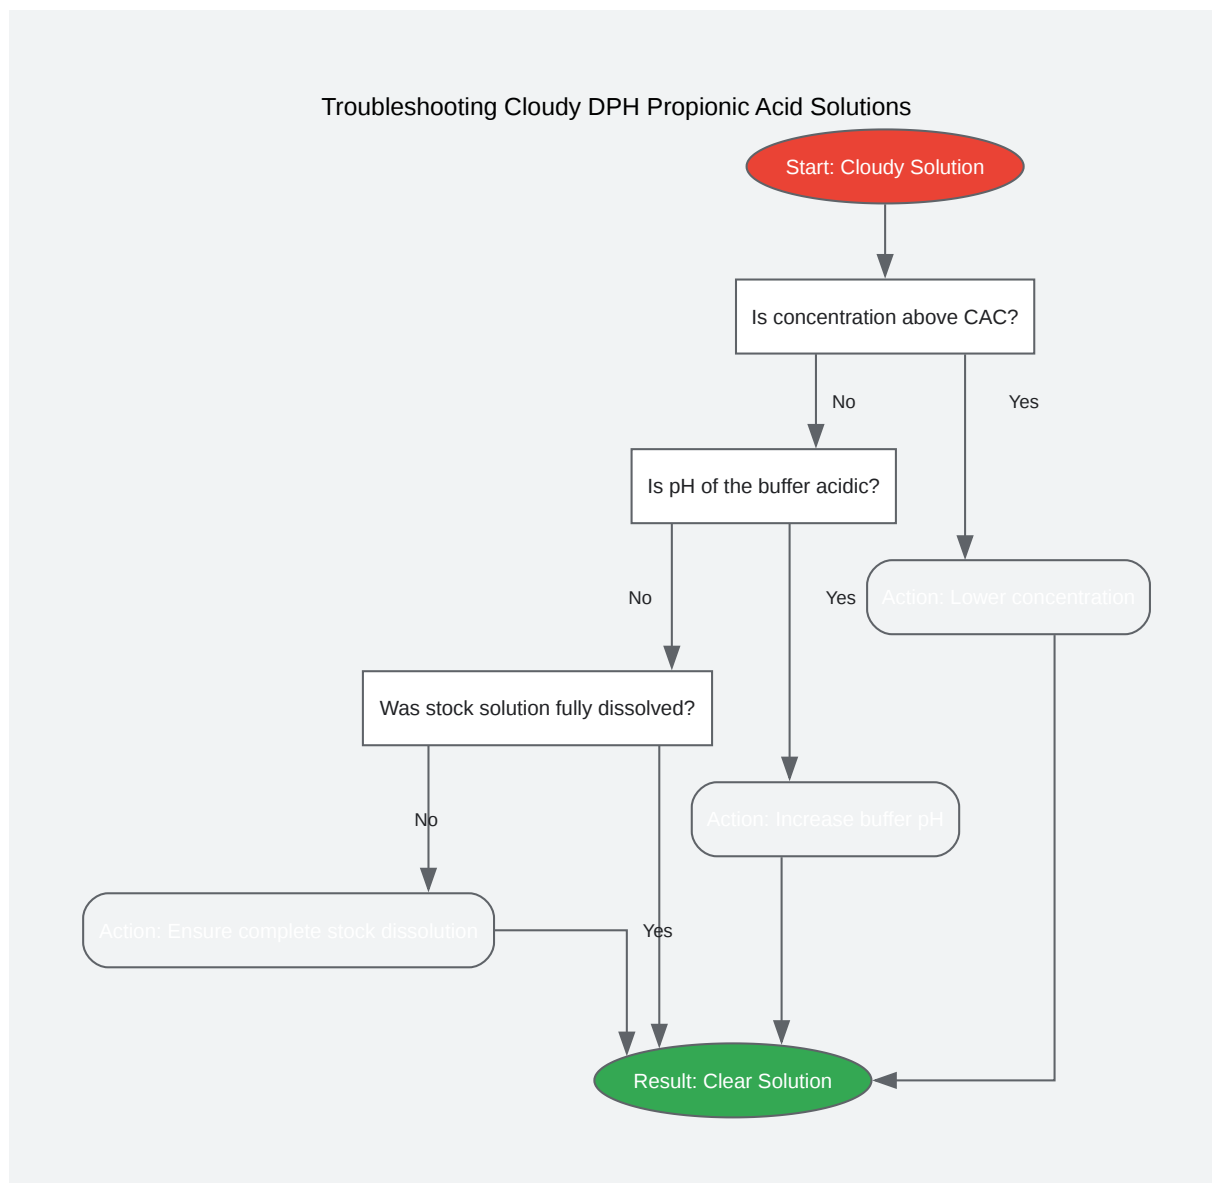 Troubleshooting Cloudy DPH Propionic Acid Solutions
Start: Cloudy Solution
Is concentration above CAC?
No
Yes
Is pH of the buffer acidic?
No
Yes
Action: Lower concentration
Was stock solution fully dissolved?
No
Action: Increase buffer pH
Action: Ensure complete stock dissolution
Yes
Result: Clear Solution